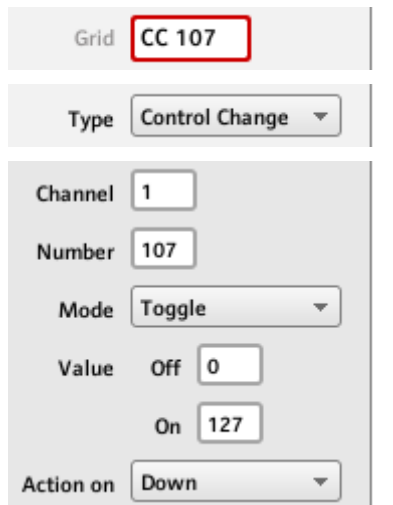 Grid CC 107
Type Control Change
Channel 1
Number 107
Mode Toggle
Value Off 0
On 127
Action on Down